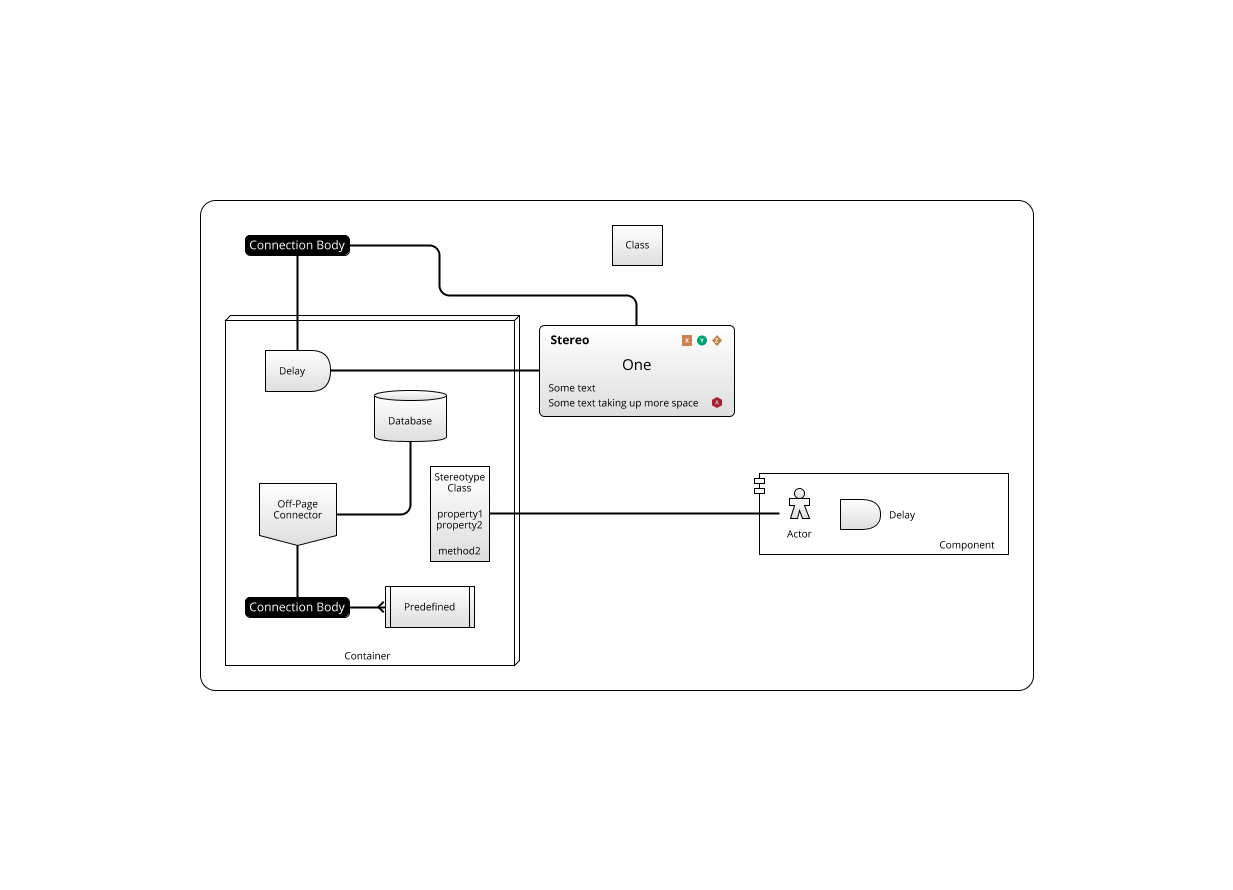 Connection Body
Class
Stereo
X Y Z
One
Delay
Some text
Some text taking up more space
A
Database
Stereotype
Class
Off-Page
Connector
property1
property2
method2
Actor
Delay
Component
Connection Body
Predefined
Container